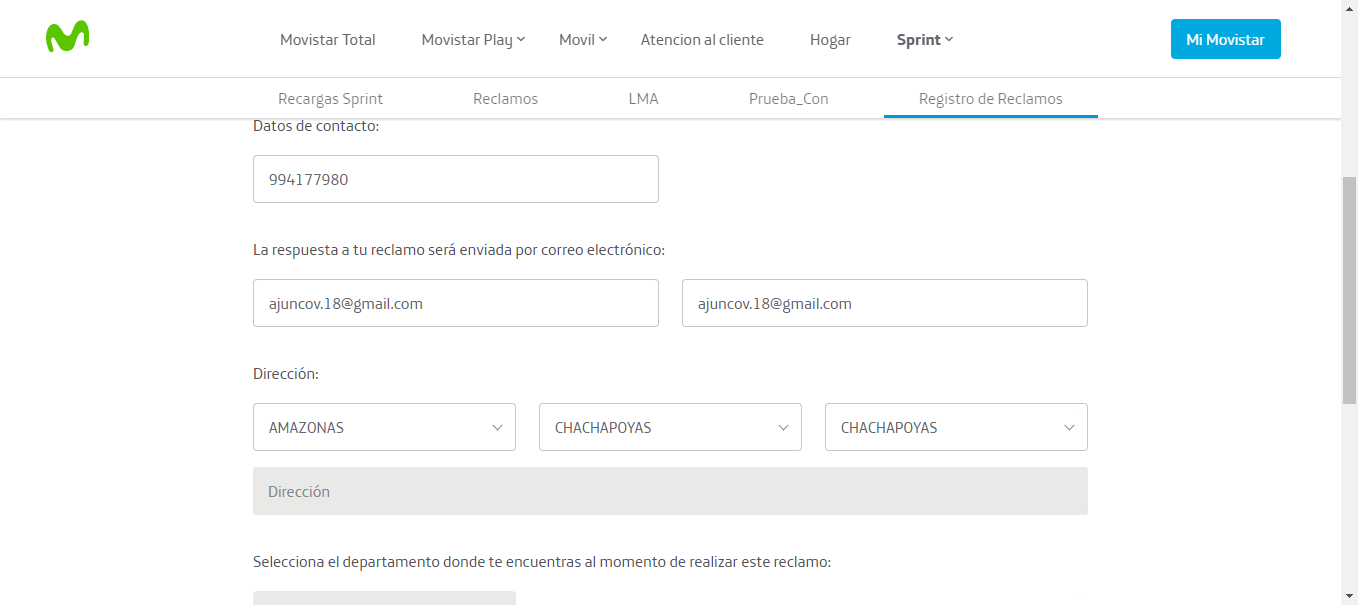 Movistar Total Movistar Play Movil Atencion al cliente Hogar Sprint Mi Movistar
Recargas Sprint Reclamos LMA Prueba_Con Registro de Reclamos
Datos de contacto:
994177980
La respuesta a tu reclamo será enviada por correo electrónico:
ajuncov.18@gmail.com ajuncov.18@gmail.com
Dirección:
AMAZONAS CHACHAPOYAS CHACHAPOYAS
Dirección
Selecciona el departamento donde te encuentras al momento de realizar este reclamo: